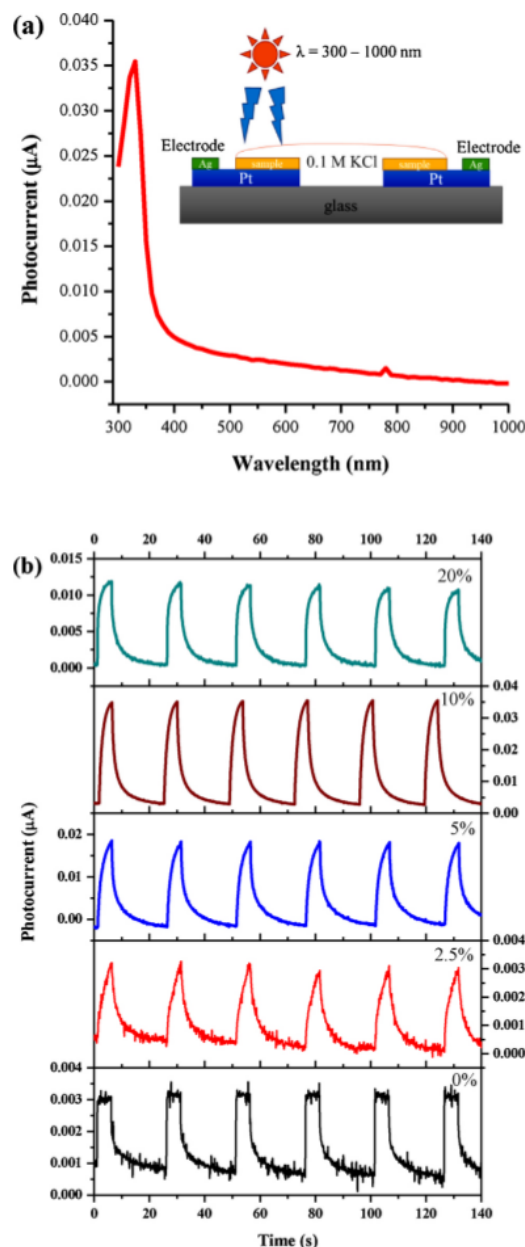 (a)
0.040
0.035
0.030
0.025
0.020
0.015
0.010
0.005
0.000
Photocurrent (μA)
λ = 300 – 1000 nm
Electrode
Electrode
Ag
sample
0.1 M KCl
sample
Ag
Pt
Pt
glass
300 400 500 600 700 800 900 1000
Wavelength (nm)
(b)
0 20 40 60 80 100 120 140
0.015
0.010
0.005
0.000
20%
0.04
0.03
0.02
0.01
0.00
10%
0.02
0.01
0.00
5%
0.004
0.003
0.002
0.001
0.000
2.5%
0.004
0.003
0.002
0.001
0.000
0%
Photocurrent (μA)
0 20 40 60 80 100 120 140
Time (s)